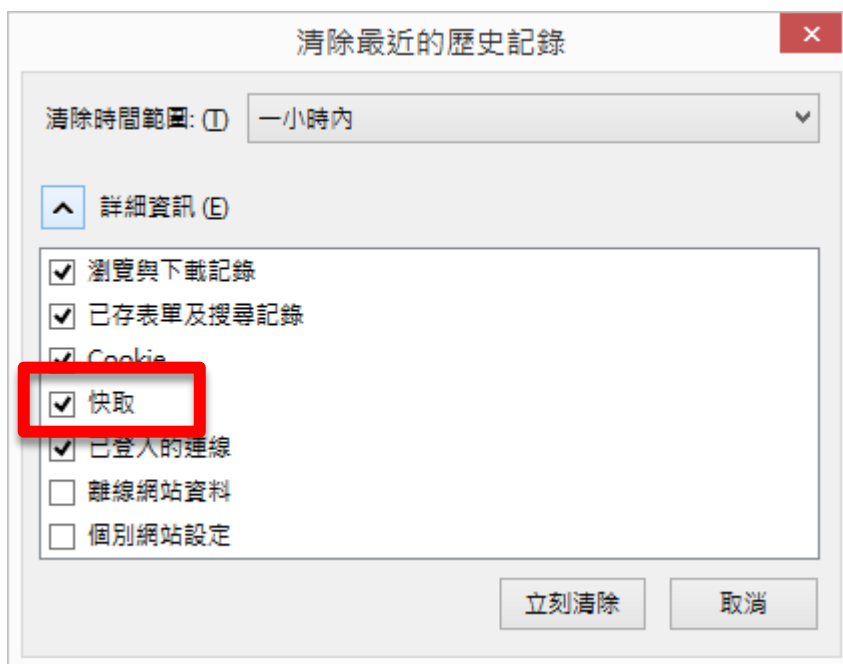 清除最近的歷史記錄
清除時間範圍: (T) 一小時內
詳細資訊 (E)
瀏覽與下載記錄
已存表單及搜尋記錄
Cookie
快取
已登入的連線
離線網站資料
個別網站設定
立刻清除 取消